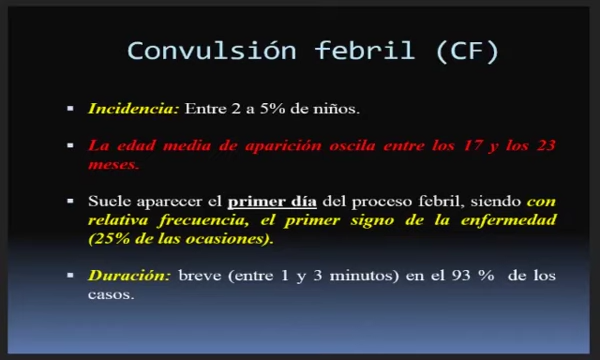 Convulsión febril (CF)
Incidencia: Entre 2 a 5% de niños.
La edad media de aparición oscila entre los 17 y los 23
meses.
Suele aparecer el primer día del proceso febril, siendo con
relativa frecuencia, el primer signo de la enfermedad
(25% de las ocasiones).
Duración: breve (entre 1 y 3 minutos) en el 93 % de los
casos.